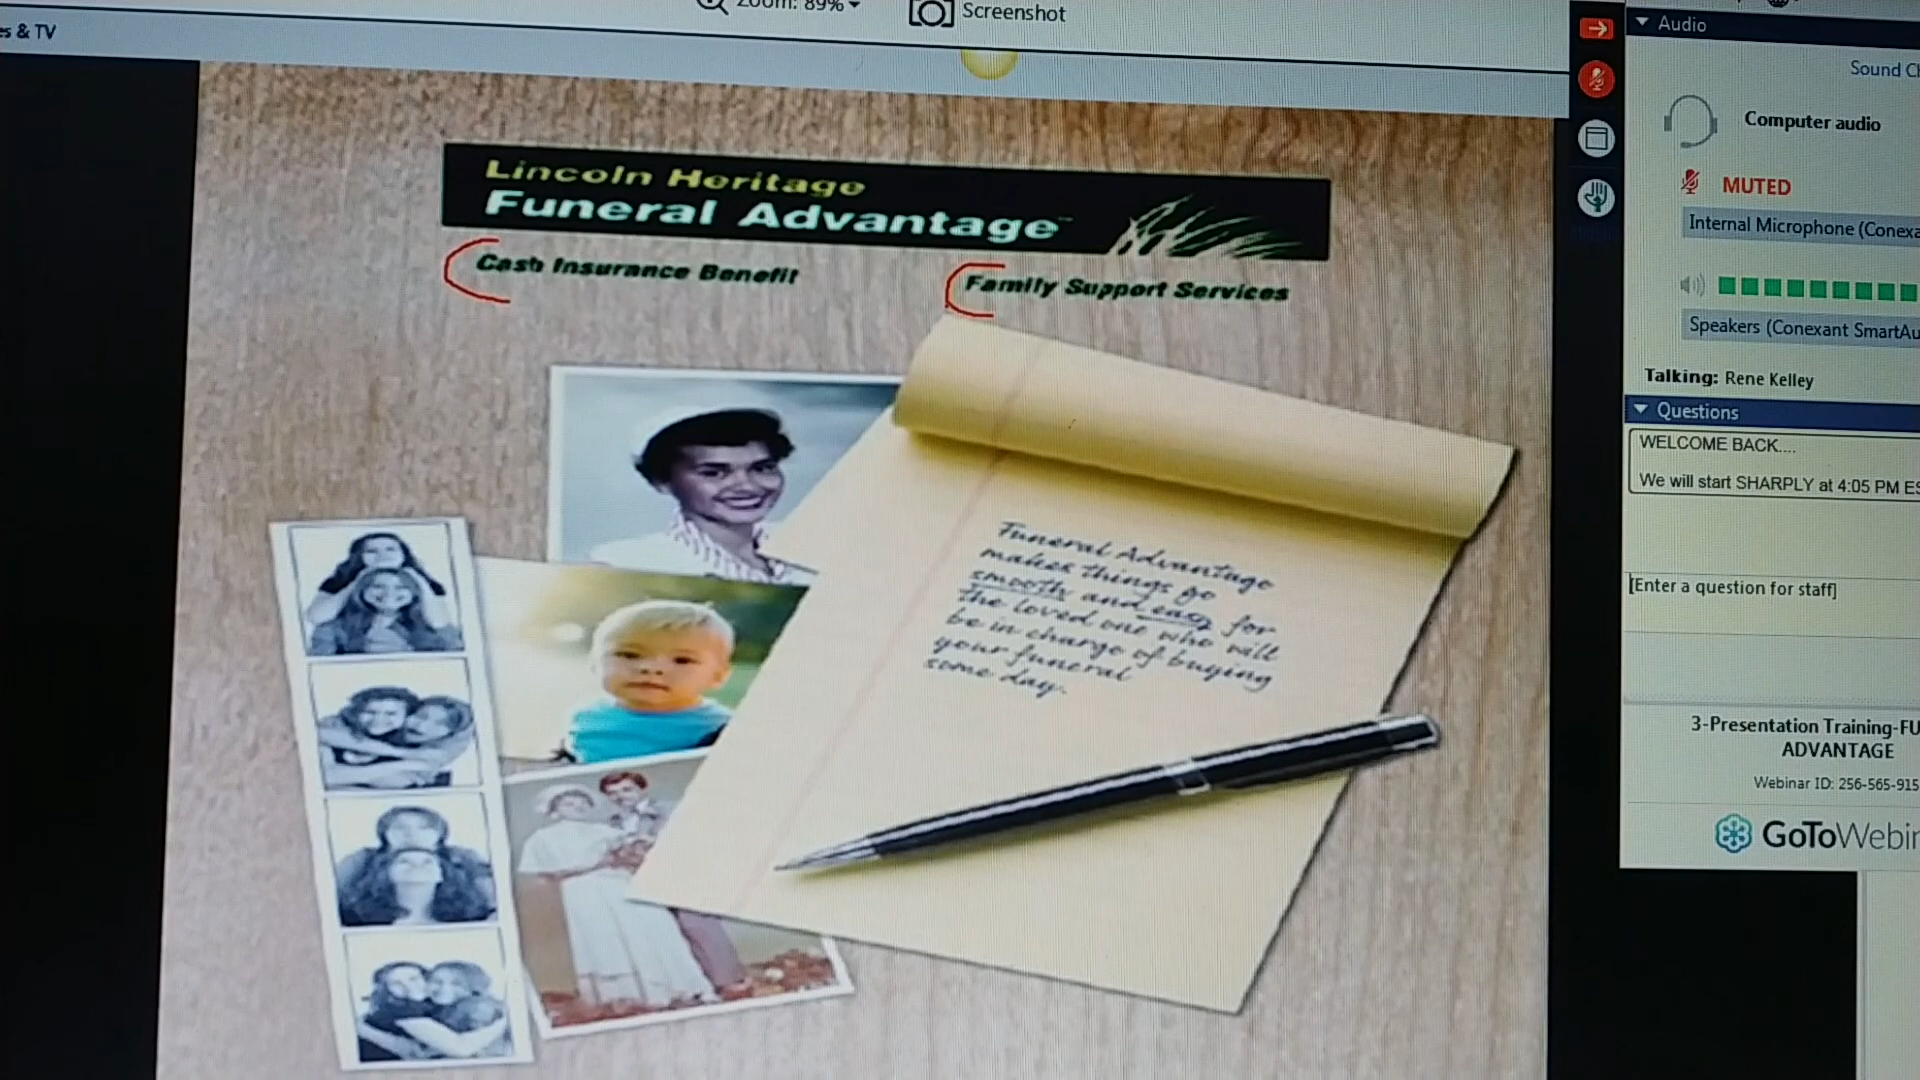 Zoom: 89%
Screenshot
es & TV
Lincoln Heritage
Funeral Advantage™
Cash Insurance Benefit
Family Support Services
Funeral Advantage
makes things go
smooth and easy for
the loved one who will
be in charge of buying
your funeral
some day.
Audio
Sound Ch
Computer audio
MUTED
Internal Microphone (Conexa
Speakers (Conexant SmartAu
Talking: Rene Kelley
Questions
WELCOME BACK....
We will start SHARPLY at 4:05 PM ES
[Enter a question for staff]
3-Presentation Training-FU
ADVANTAGE
Webinar ID: 256-565-915
GoToWebin